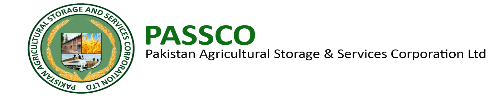 PAKISTAN AGRICULTURAL STORAGE AND SERVICES CORPORATION LTD
PASSCO
Pakistan Agricultural Storage & Services Corporation Ltd